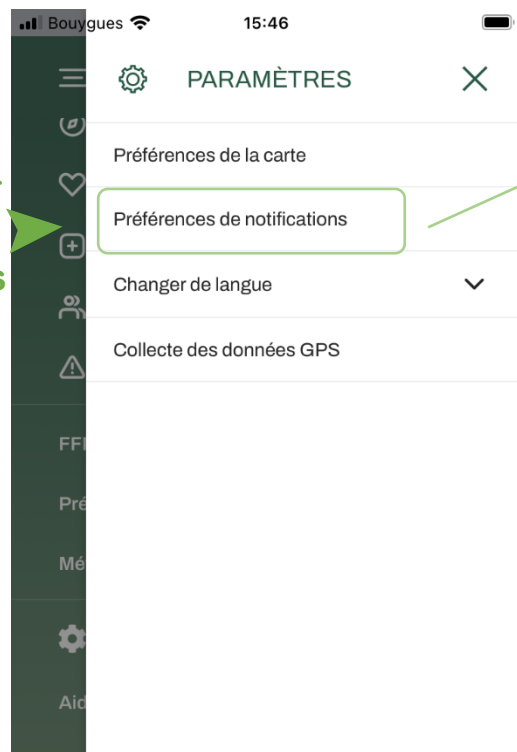 Bouygues 15:46
PARAMÈTRES
Préférences de la carte
Préférences de notifications
Changer de langue
Collecte des données GPS